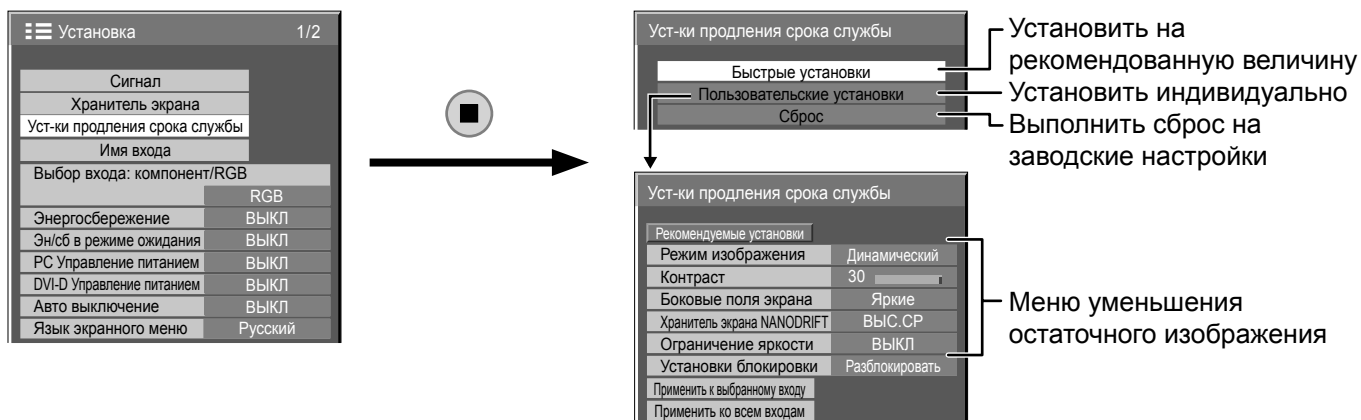 Установка 1/2
Сигнал
Хранитель экрана
Уст-ки продления срока службы
Имя входа
Выбор входа: компонент/RGB
RGB
Энергосбережение ВЫКЛ
Эн/сб в режиме ожидания ВЫКЛ
PC Управление питанием ВЫКЛ
DVI-D Управление питанием ВЫКЛ
Авто выключение ВЫКЛ
Язык экранного меню Русский
Уст-ки продления срока службы
Быстрые установки
Пользовательские установки
Сброс
Установить на
рекомендованную величину
Установить индивидуально
Выполнить сброс на
заводские настройки
Уст-ки продления срока службы
Рекомендуемые установки
Режим изображения Динамический
Контраст 30
Боковые поля экрана Яркие
Хранитель экрана NANODRIFT ВЫС.СР
Ограничение яркости ВЫКЛ
Установки блокировки Разблокировать
Применить к выбранному входу
Применить ко всем входам
Меню уменьшения
остаточного изображения